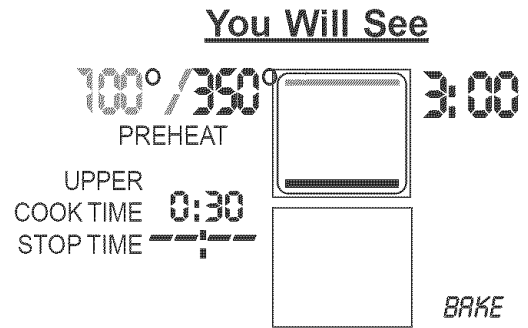 You Will See
100°/350° 3:00
PREHEAT
UPPER
COOK TIME 0:30
STOP TIME --:--
BAKE